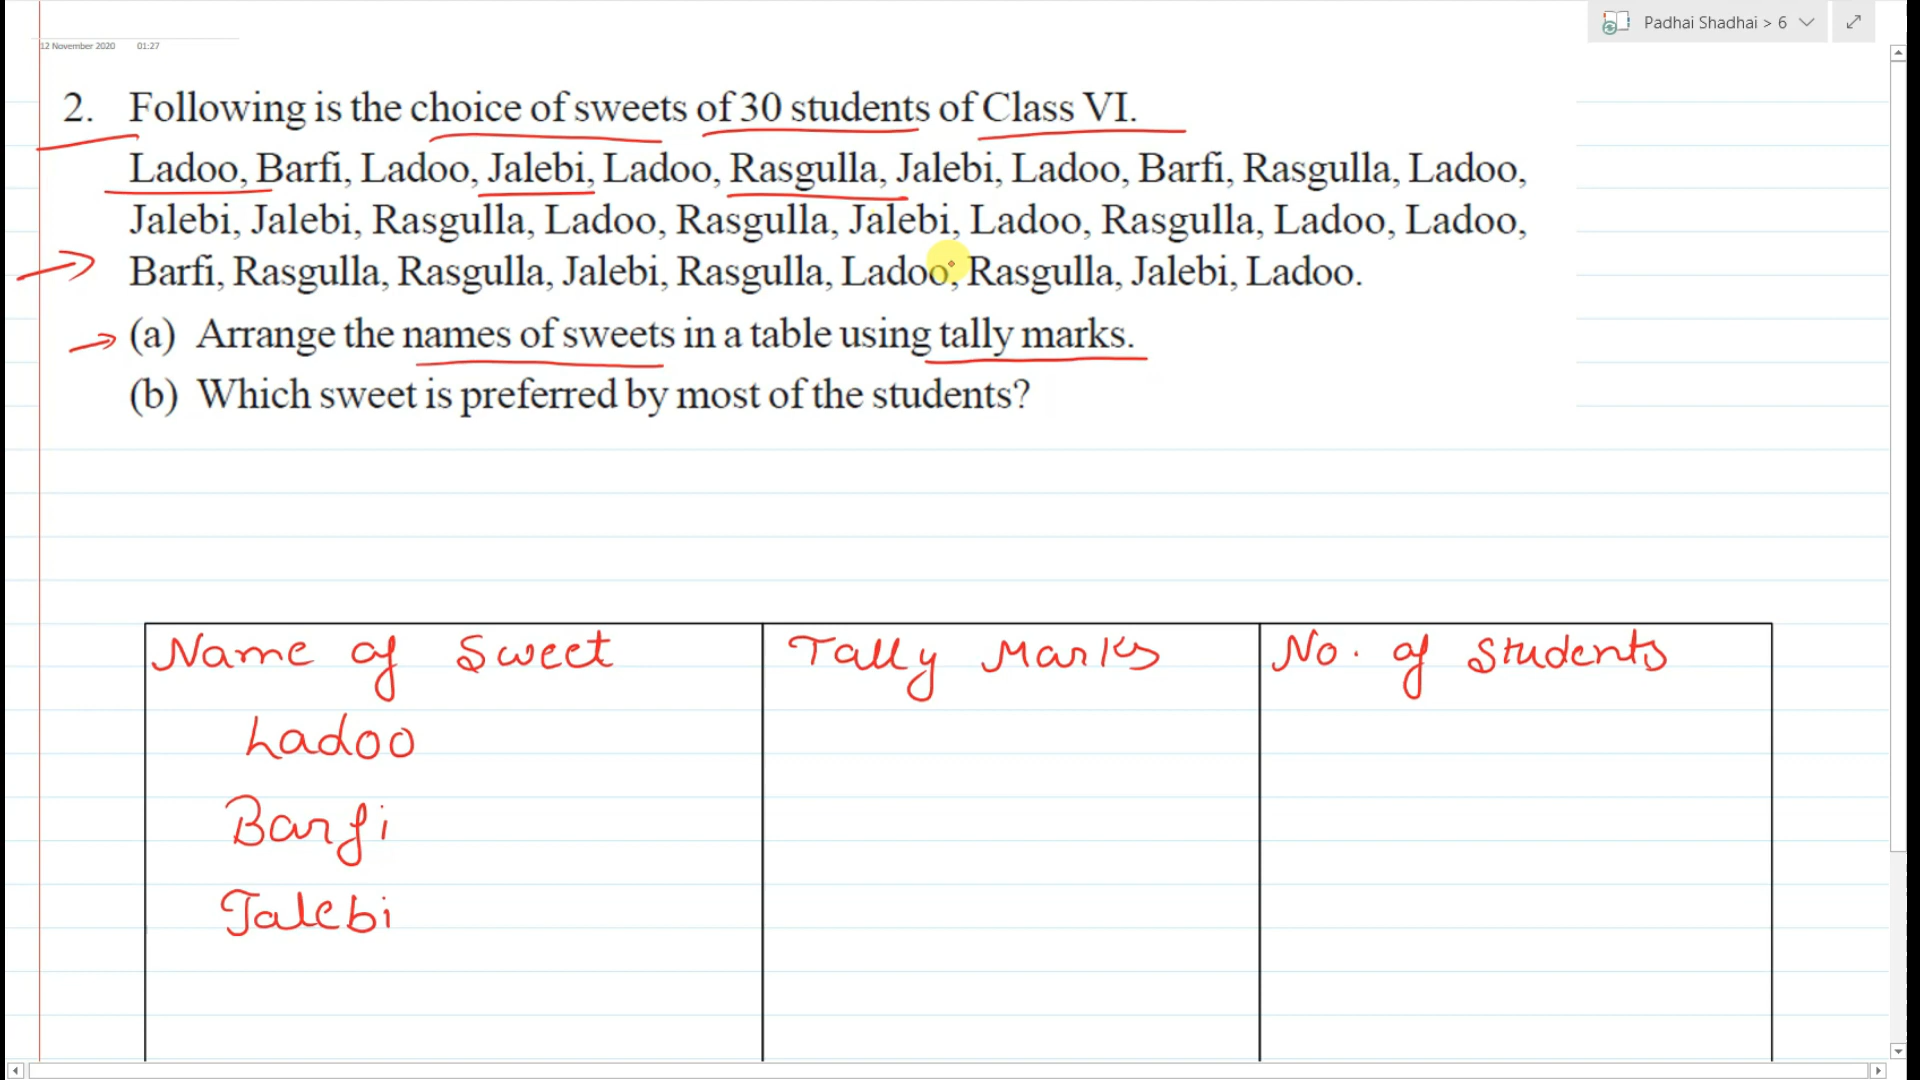 Padhai Shadhai > 6
12 November 2020 01:27
2. Following is the choice of sweets of 30 students of Class VI.
Ladoo, Barfi, Ladoo, Jalebi, Ladoo, Rasgulla, Jalebi, Ladoo, Barfi, Rasgulla, Ladoo,
Jalebi, Jalebi, Rasgulla, Ladoo, Rasgulla, Jalebi, Ladoo, Rasgulla, Ladoo, Ladoo,
Barfi, Rasgulla, Rasgulla, Jalebi, Rasgulla, Ladoo, Rasgulla, Jalebi, Ladoo.
(a) Arrange the names of sweets in a table using tally marks.
(b) Which sweet is preferred by most of the students?
Name of Sweet Tally Marks No. of Students
Ladoo
Barfi
Jalebi